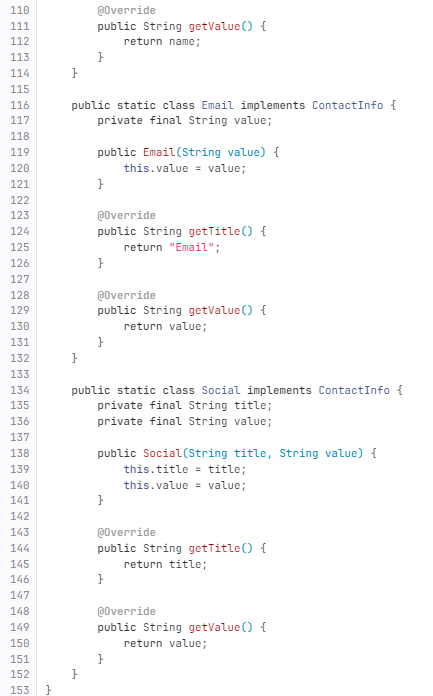 110         @Override
111         public String getValue() {
112             return name;
113         }
114     }
115
116     public static class Email implements ContactInfo {
117         private final String value;
118
119         public Email(String value) {
120             this.value = value;
121         }
122
123         @Override
124         public String getTitle() {
125             return "Email";
126         }
127
128         @Override
129         public String getValue() {
130             return value;
131         }
132     }
133
134     public static class Social implements ContactInfo {
135         private final String title;
136         private final String value;
137
138         public Social(String title, String value) {
139             this.title = title;
140             this.value = value;
141         }
142
143         @Override
144         public String getTitle() {
145             return title;
146         }
147
148         @Override
149         public String getValue() {
150             return value;
151         }
152     }
153 }